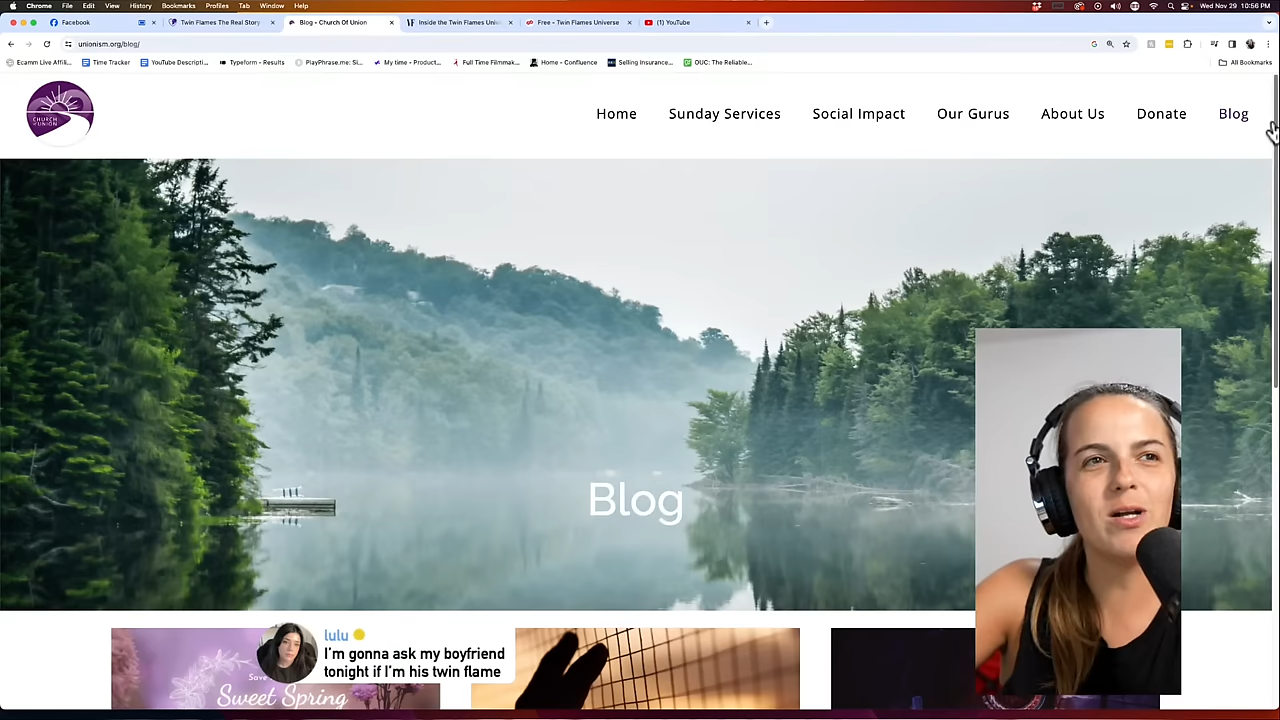 Chrome File Edit View History Bookmarks Profiles Tab Window Help
Wed Nov 29 10:56 PM
Facebook
Twin Flames The Real Story
Blog - Church Of Union
Inside the Twin Flames Uni
Free - Twin Flames Universe
(1) YouTube
unionism.org/blog/
Ecamm Live Affili...
Time Tracker
YouTube Descripti...
Typeform - Results
PlayPhrase.me: Si...
My time - Product...
Full Time Filmmak...
Home - Confluence
Selling Insurance...
OUC: The Reliable...
All Bookmarks
CHURCH
of UNION
Home
Sunday Services
Social Impact
Our Gurus
About Us
Donate
Blog
Blog
lulu
I'm gonna ask my boyfriend
tonight if I'm his twin flame
Sweet Spring